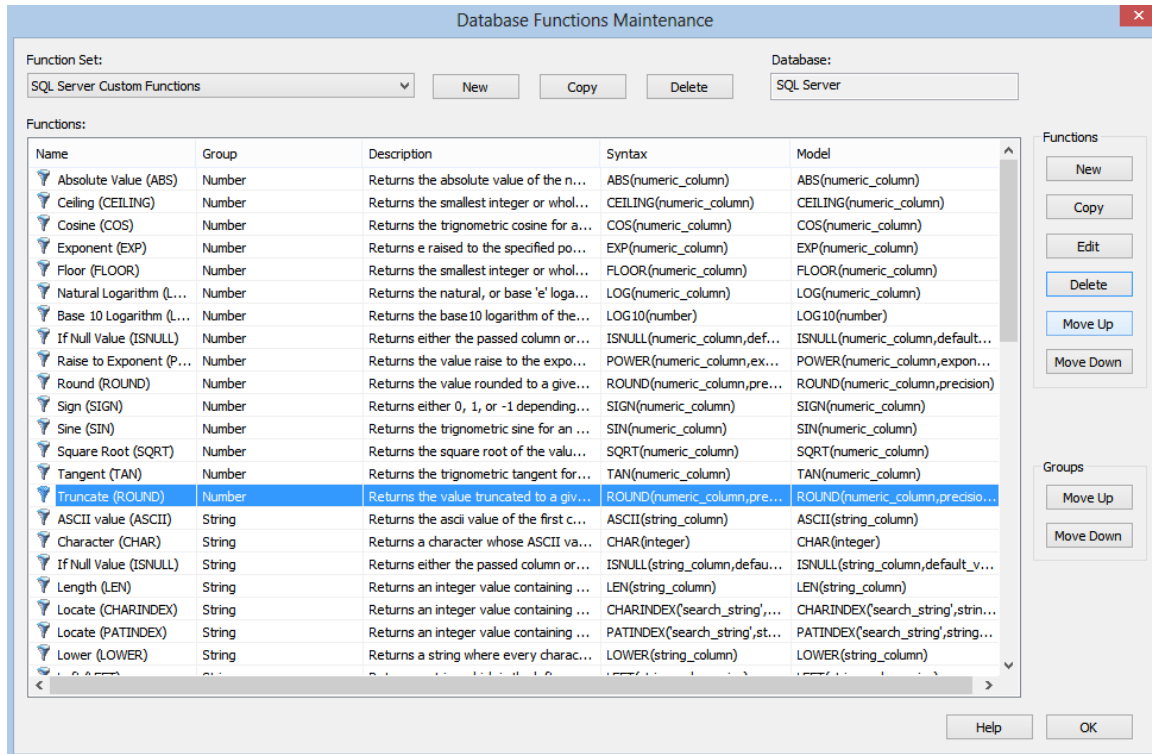 Database Functions Maintenance
Function Set:
Database:
SQL Server Custom Functions
New
Copy
Delete
SQL Server
Functions:
Name Group Description Syntax Model
Absolute Value (ABS) Number Returns the absolute value of the n... ABS(numeric_column) ABS(numeric_column)
Ceiling (CEILING) Number Returns the smallest integer or whol... CEILING(numeric_column) CEILING(numeric_column)
Cosine (COS) Number Returns the trignometric cosine for a... COS(numeric_column) COS(numeric_column)
Exponent (EXP) Number Returns e raised to the specified po... EXP(numeric_column) EXP(numeric_column)
Floor (FLOOR) Number Returns the smallest integer or whol... FLOOR(numeric_column) FLOOR(numeric_column)
Natural Logarithm (L... Number Returns the natural, or base 'e' loga... LOG(numeric_column) LOG(numeric_column)
Base 10 Logarithm (L... Number Returns the base10 logarithm of the... LOG10(number) LOG10(number)
If Null Value (ISNULL) Number Returns either the passed column or... ISNULL(numeric_column,def... ISNULL(numeric_column,default...
Raise to Exponent (P... Number Returns the value raise to the expo... POWER(numeric_column,ex... POWER(numeric_column,expon...
Round (ROUND) Number Returns the value rounded to a give... ROUND(numeric_column,pre... ROUND(numeric_column,precision)
Sign (SIGN) Number Returns either 0, 1, or -1 depending... SIGN(numeric_column) SIGN(numeric_column)
Sine (SIN) Number Returns the trignometric sine for an ... SIN(numeric_column) SIN(numeric_column)
Square Root (SQRT) Number Returns the square root of the valu... SQRT(numeric_column) SQRT(numeric_column)
Tangent (TAN) Number Returns the trignometric tangent for... TAN(numeric_column) TAN(numeric_column)
Truncate (ROUND) Number Returns the value truncated to a giv... ROUND(numeric_column,pre... ROUND(numeric_column,precisio...
ASCII value (ASCII) String Returns the ascii value of the first c... ASCII(string_column) ASCII(string_column)
Character (CHAR) String Returns a character whose ASCII va... CHAR(integer) CHAR(integer)
If Null Value (ISNULL) String Returns either the passed column or... ISNULL(string_column,defau... ISNULL(string_column,default_v...
Length (LEN) String Returns an integer value containing ... LEN(string_column) LEN(string_column)
Locate (CHARINDEX) String Returns an integer value containing ... CHARINDEX('search_string',... CHARINDEX('search_string',strin...
Locate (PATINDEX) String Returns an integer value containing ... PATINDEX('search_string',st... PATINDEX('search_string',string...
Lower (LOWER) String Returns a string where every charac... LOWER(string_column) LOWER(string_column)
Functions
New
Copy
Edit
Delete
Move Up
Move Down
Groups
Move Up
Move Down
Help
OK